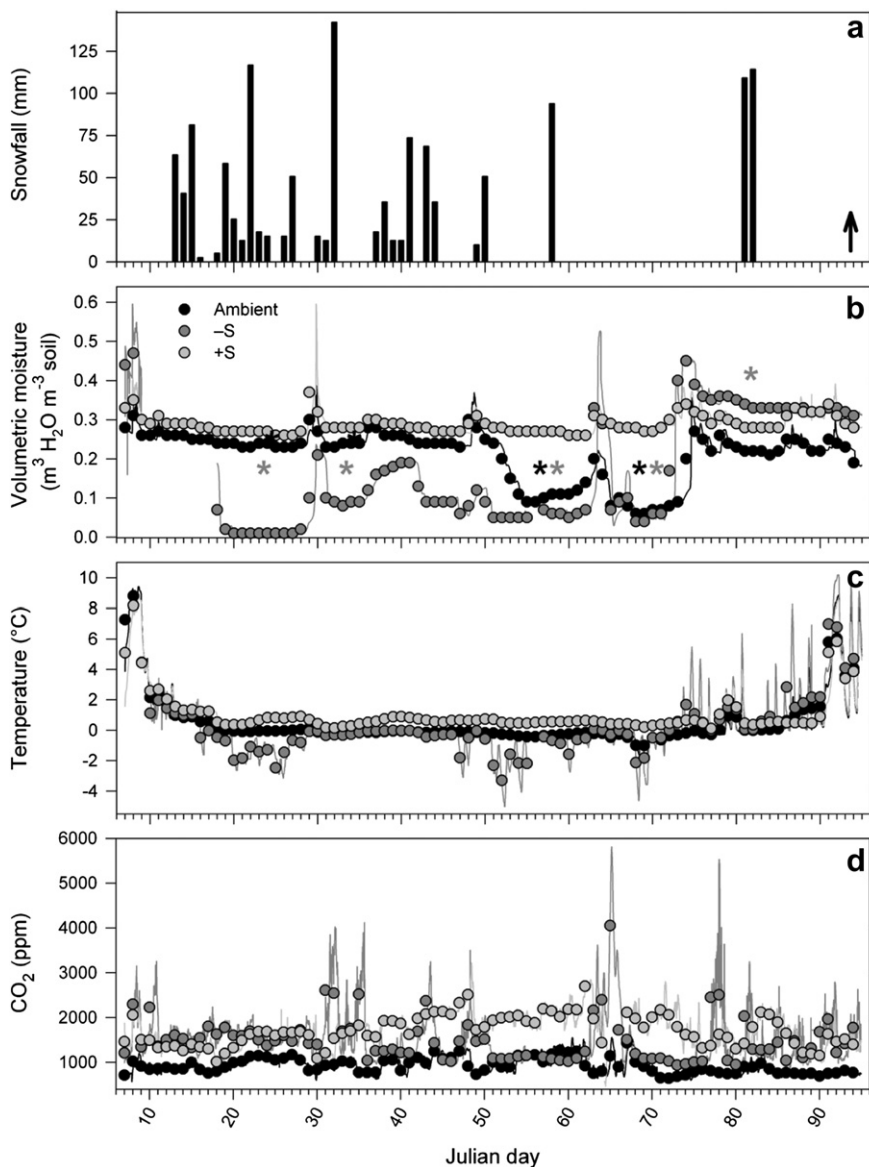 a
Snowfall (mm)
125
100
75
50
25
0
b
Volumetric moisture
(m³ H₂O m⁻³ soil)
0.6
0.5
0.4
0.3
0.2
0.1
0.0
Ambient
–S
+S
*
*
* *
* *
*
c
Temperature (°C)
10
8
6
4
2
0
-2
-4
d
CO₂ (ppm)
6000
5000
4000
3000
2000
1000
10 20 30 40 50 60 70 80 90
Julian day